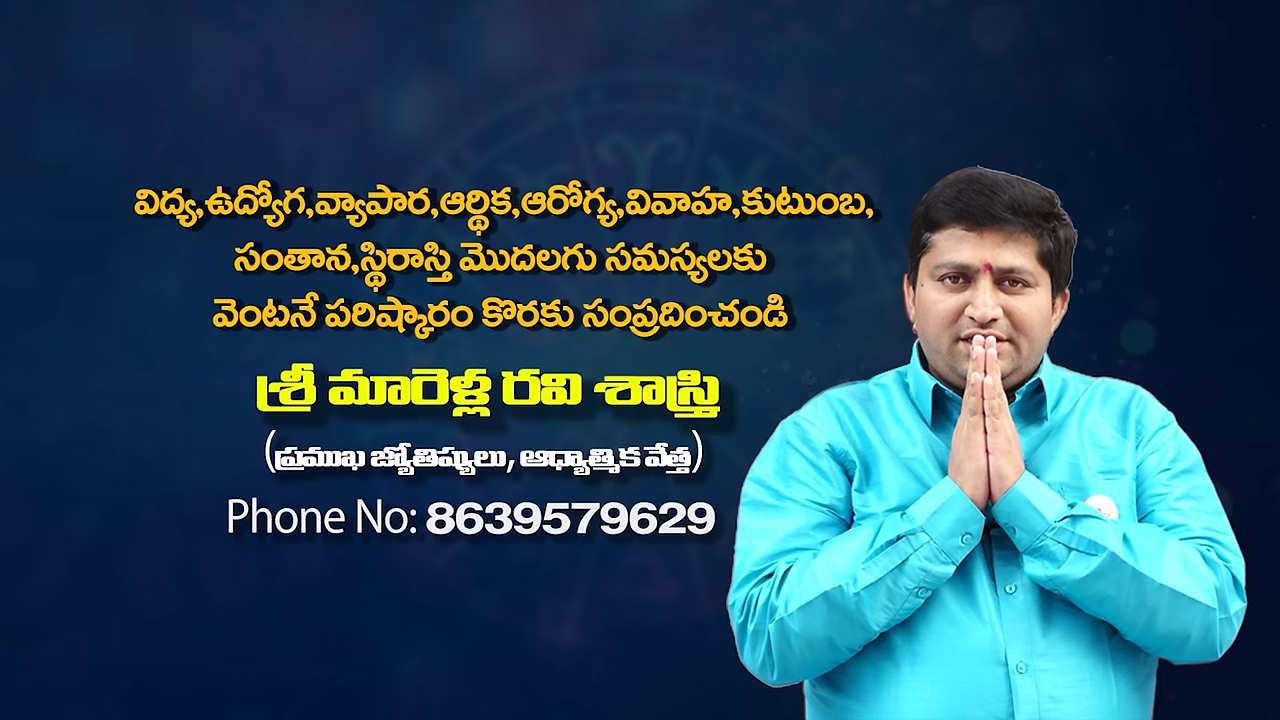 విద్య,ఉద్యోగ,వ్యాపార,ఆర్థిక,ఆరోగ్య,వివాహ,కుటుంబ,
సంతాన,స్థిరాస్తి మొదలగు సమస్యలకు
వెంటనే పరిష్కారం కొరకు సంప్రదించండి
శ్రీ మారెళ్ల రవి శాస్త్రి
(ప్రముఖ జ్యోతిష్యులు, ఆధ్యాత్మిక వేత్త)
Phone No: 8639579629